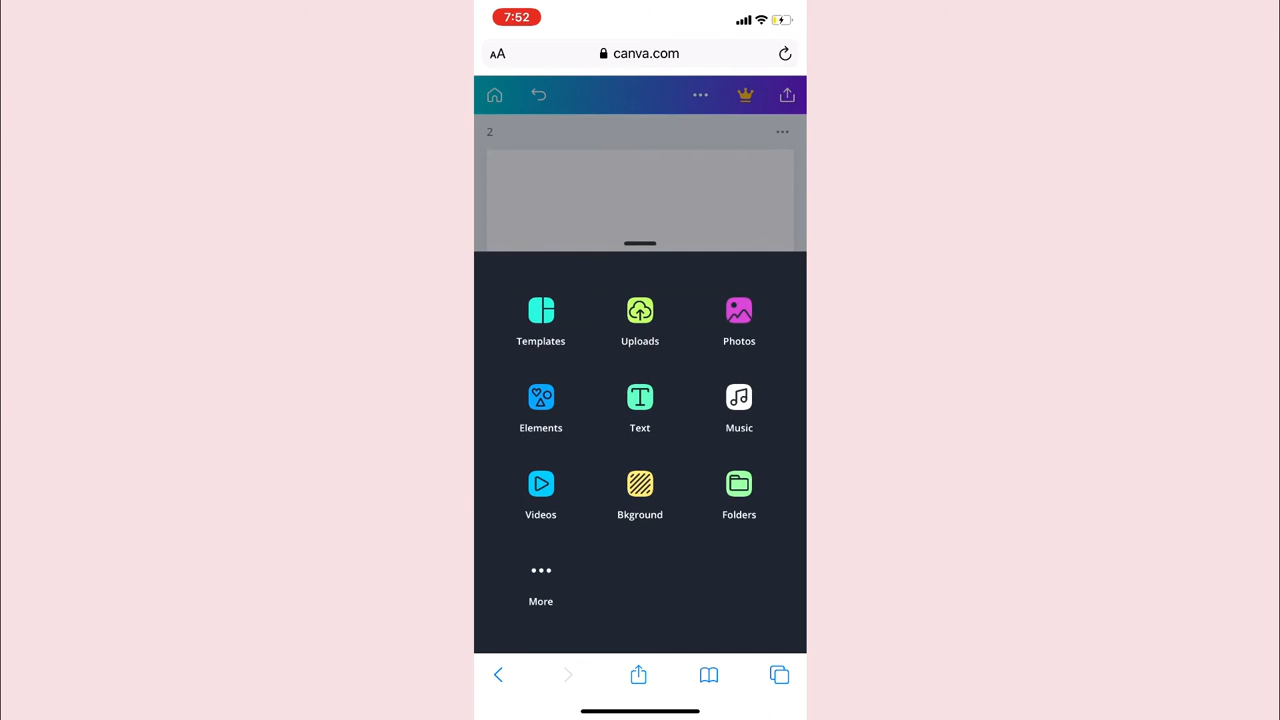 7:52
AA canva.com
2
Templates Uploads Photos
Elements Text Music
Videos Bkground Folders
More